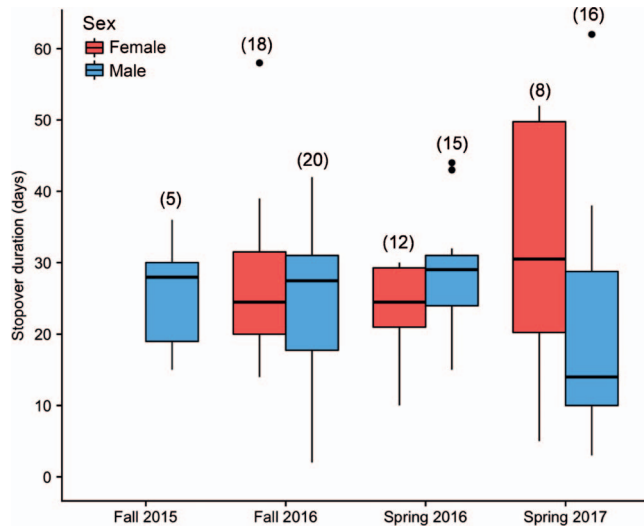 Sex
Female
Male
Stopover duration (days)
60
50
40
30
20
10
0
(5)
(18)
(20)
(12)
(15)
(8)
(16)
Fall 2015
Fall 2016
Spring 2016
Spring 2017